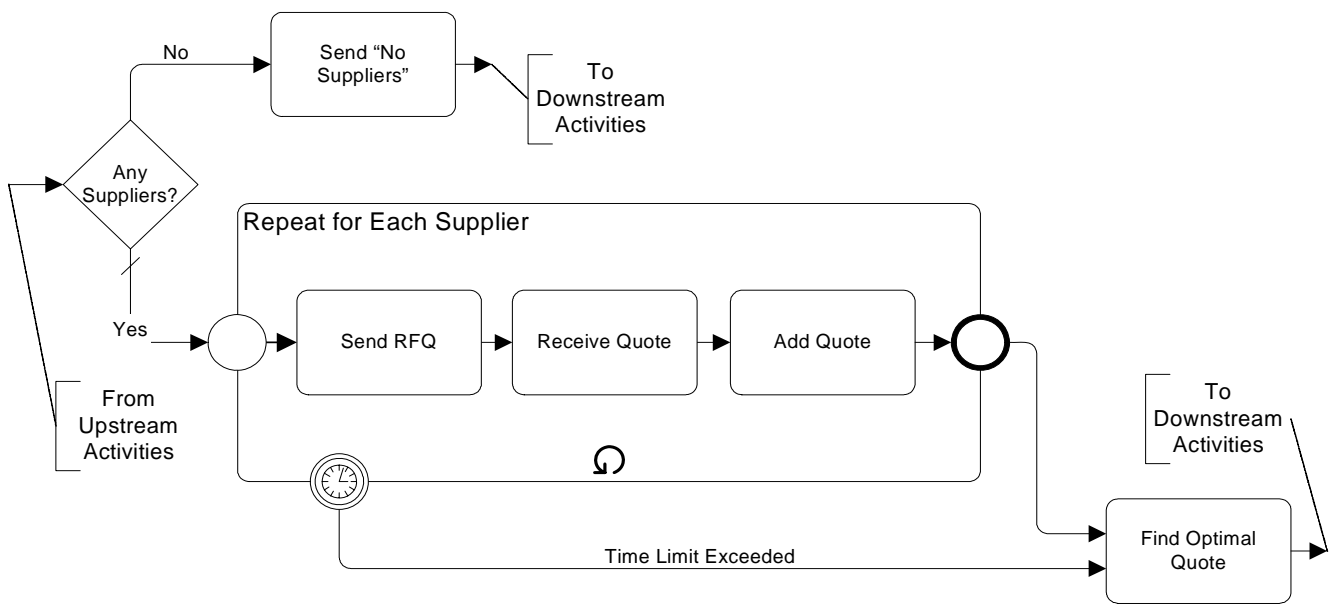 No
Send “No
Suppliers”
To
Downstream
Activities
Any
Suppliers?
Repeat for Each Supplier
Yes
Send RFQ
Receive Quote
Add Quote
From
Upstream
Activities
To
Downstream
Activities
Time Limit Exceeded
Find Optimal
Quote